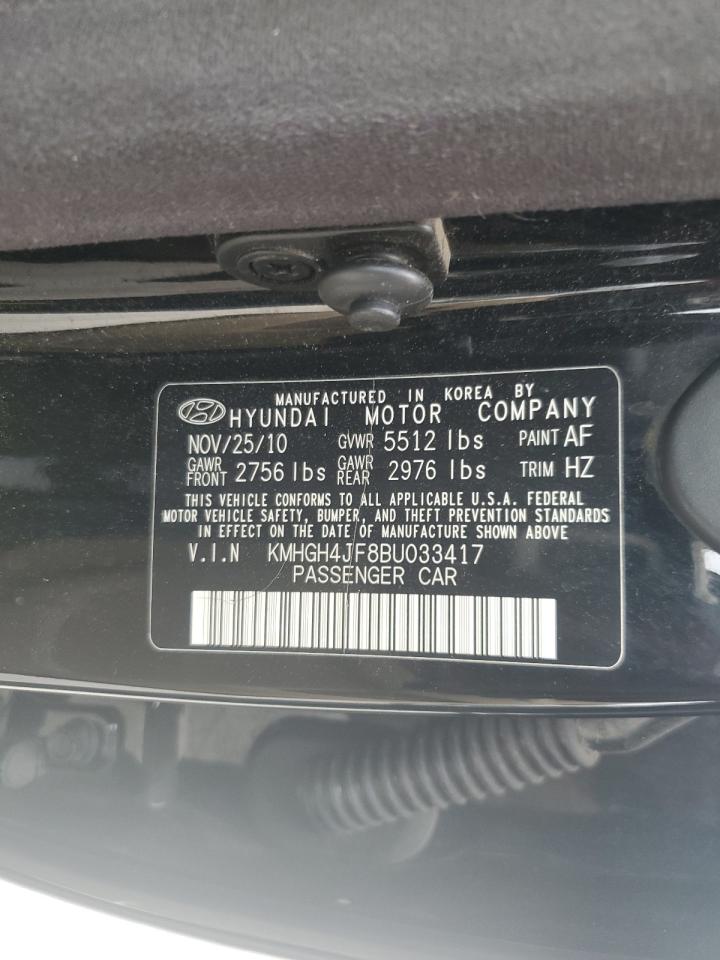 MANUFACTURED IN KOREA BY
HYUNDAI MOTOR COMPANY
NOV/25/10 GVWR 5512 lbs PAINT AF
GAWR FRONT 2756 lbs GAWR REAR 2976 lbs TRIM HZ
THIS VEHICLE CONFORMS TO ALL APPLICABLE U.S.A. FEDERAL
MOTOR VEHICLE SAFETY, BUMPER, AND THEFT PREVENTION STANDARDS
IN EFFECT ON THE DATE OF MANUFACTURE SHOWN ABOVE
V.I.N KMHGH4JF8BU033417
PASSENGER CAR